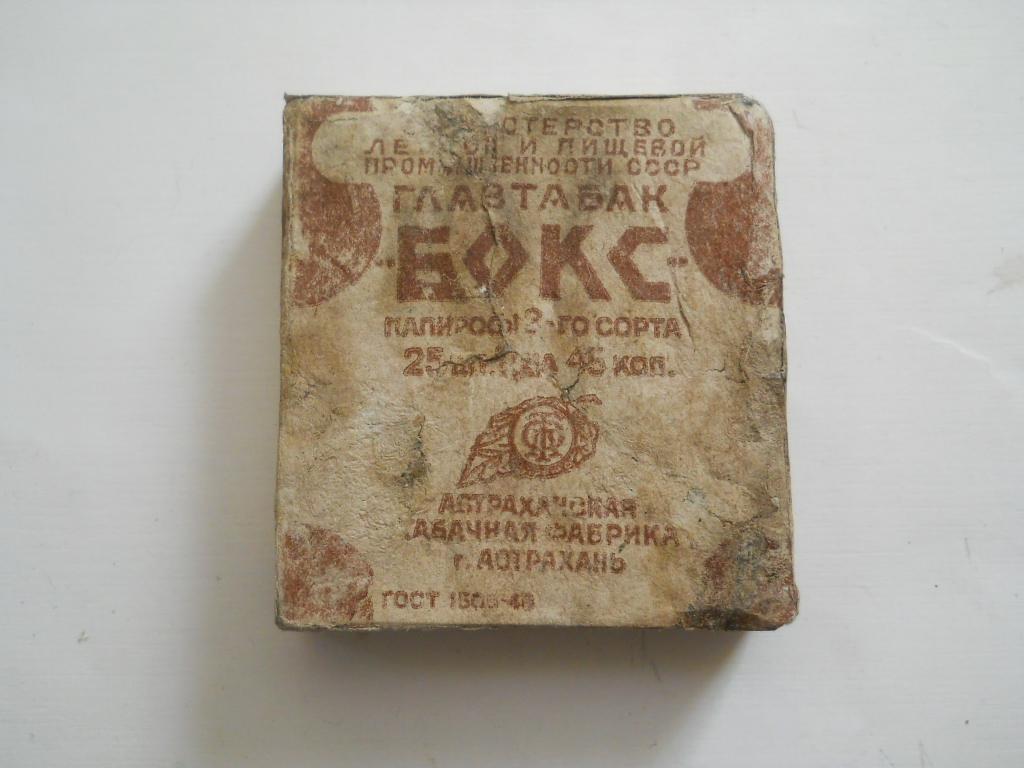 МИНИСТЕРСТВО
ЛЕГКОЙ И ПИЩЕВОЙ
ПРОМЫШЛЕННОСТИ СССР
ГЛАВТАБАК
"БОКС"
ПАПИРОСЫ 3-ГО СОРТА
25 ШТ. ЦЕНА 45 КОП.
АСТРАХАНСКАЯ
ТАБАЧНАЯ ФАБРИКА
г. АСТРАХАНЬ
ГОСТ